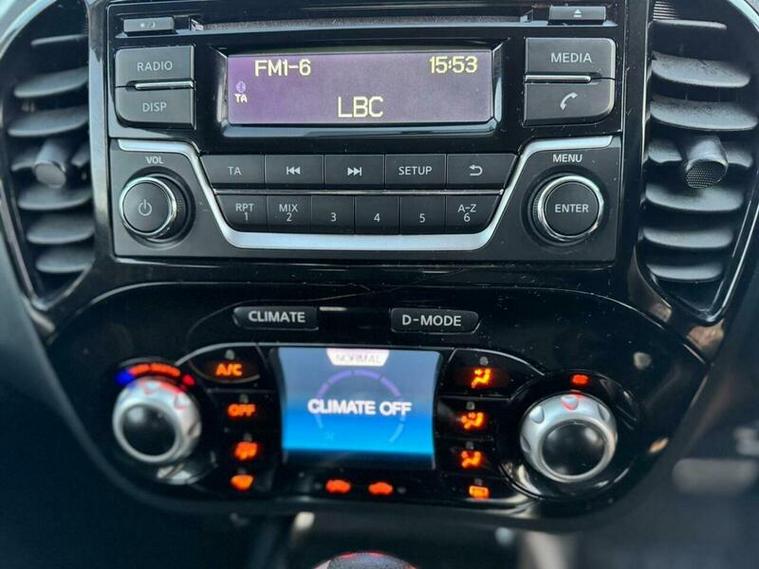 RADIO
DISP
FM1-6 15:53
TA
LBC
MEDIA
VOL
TA
SETUP
MENU
RPT
1
MIX
2
3
4
5
A-Z
6
ENTER
CLIMATE
D-MODE
A/C
OFF
NORMAL
CLIMATE OFF